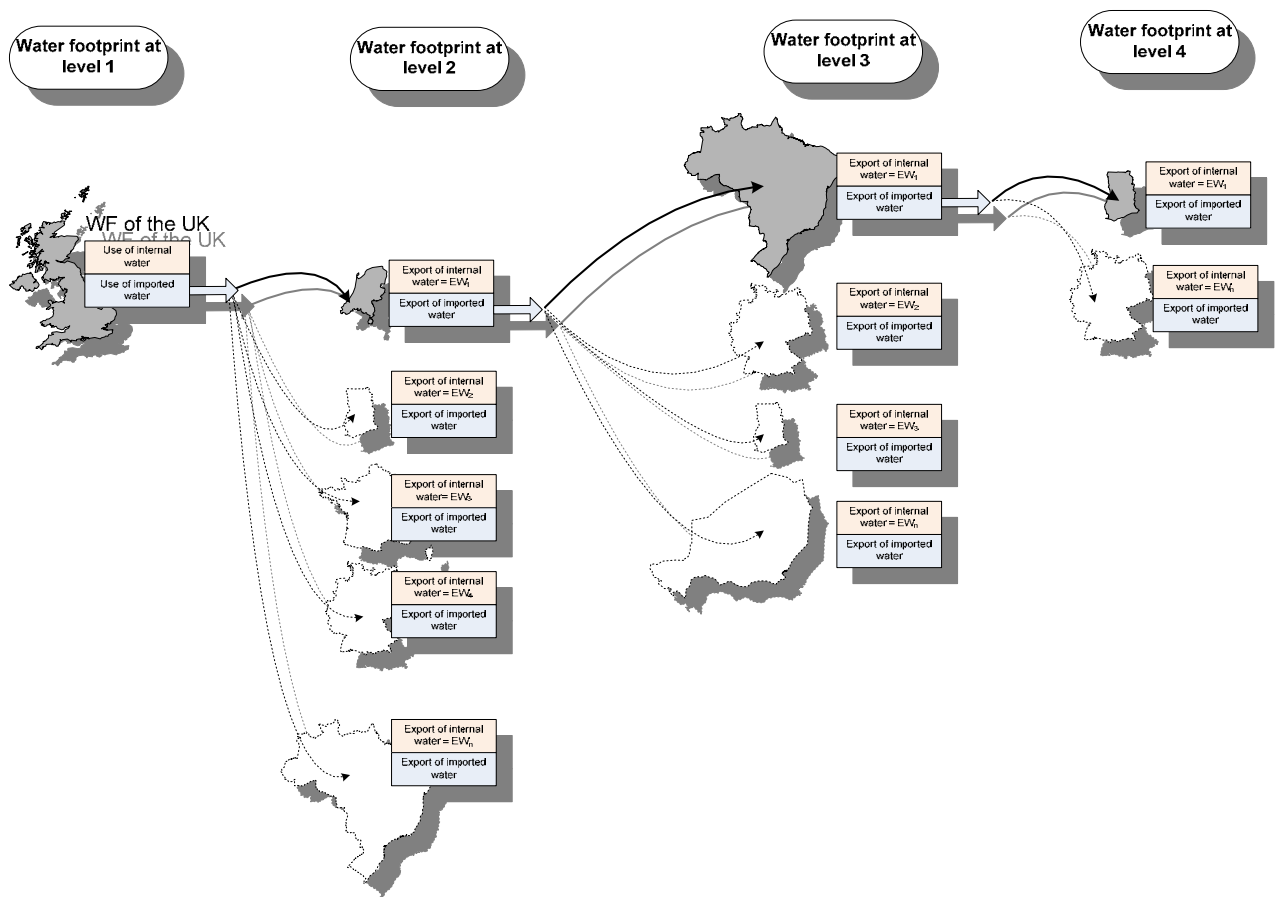 Water footprint at
level 1
Water footprint at
level 2
Water footprint at
level 3
Water footprint at
level 4
WF of the UK
WF of the UK
Use of internal
water
Use of imported
water
Export of internal
water = EW₁
Export of imported
water
Export of internal
water = EW₂
Export of imported
water
Export of internal
water= EW₃
Export of imported
water
Export of internal
water = EW₄
Export of imported
water
Export of internal
water = EWₙ
Export of imported
water
Export of internal
water = EW₁
Export of imported
water
Export of internal
water = EW₂
Export of imported
water
Export of internal
water = EW₃
Export of imported
water
Export of internal
water = EWₙ
Export of imported
water
Export of internal
water = EW₁
Export of imported
water
Export of internal
water = EWₙ
Export of imported
water